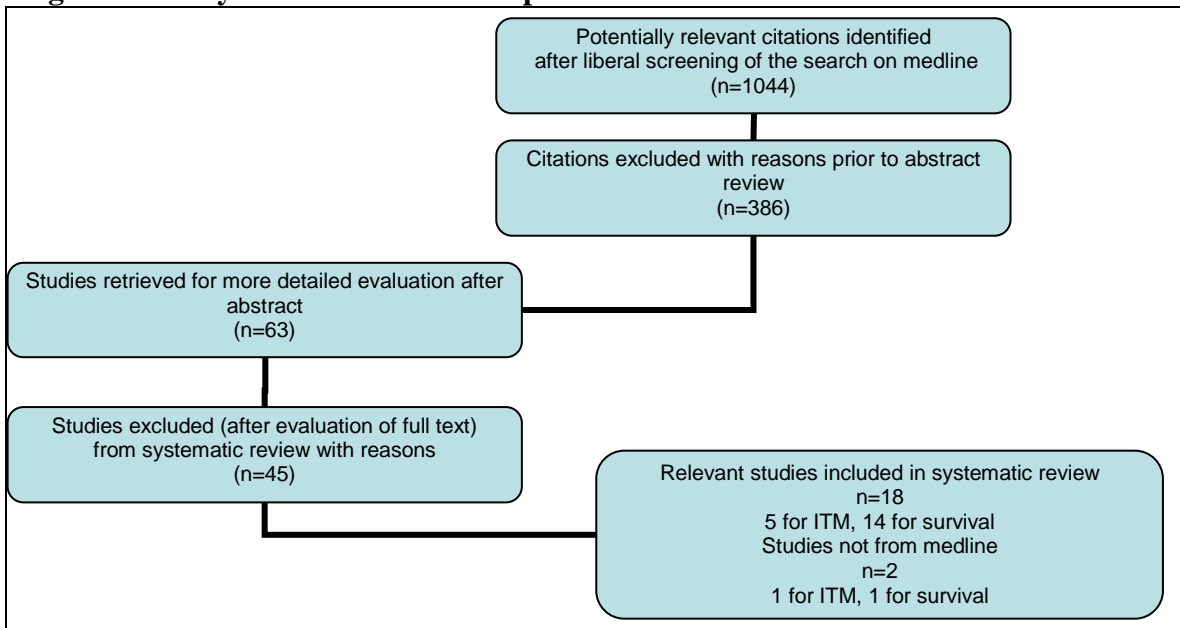 Potentially relevant citations identified
after liberal screening of the search on medline
(n=1044)
Citations excluded with reasons prior to abstract
review
(n=386)
Studies retrieved for more detailed evaluation after
abstract
(n=63)
Studies excluded (after evaluation of full text)
from systematic review with reasons
(n=45)
Relevant studies included in systematic review
n=18
5 for ITM, 14 for survival
Studies not from medline
n=2
1 for ITM, 1 for survival